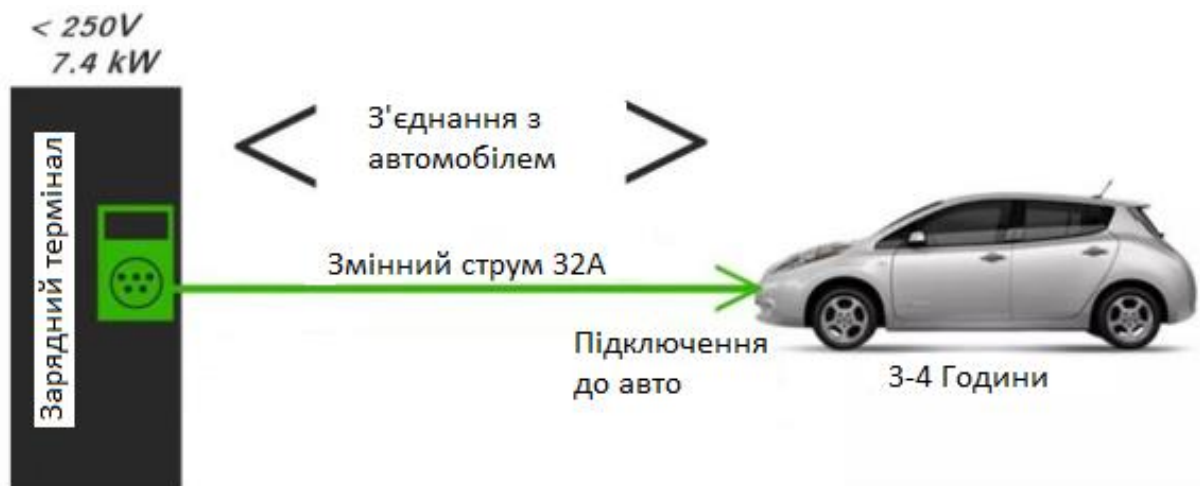 < 250V
7.4 kW
Зарядний термінал
З'єднання з
автомобілем
Змінний струм 32А
Підключення
до авто
3-4 Години